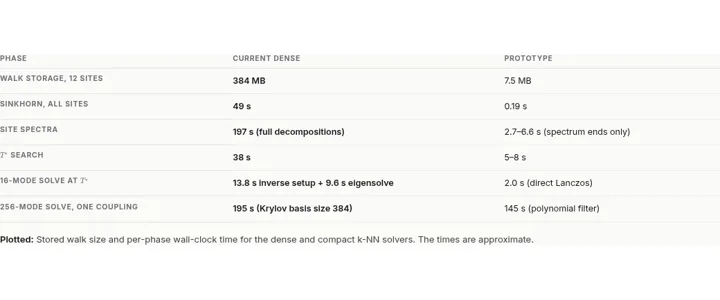 PHASE CURRENT DENSE PROTOTYPE
WALK STORAGE, 12 SITES 384 MB 7.5 MB
SINKHORN, ALL SITES 49 s 0.19 s
SITE SPECTRA 197 s (full decompositions) 2.7–6.6 s (spectrum ends only)
T* SEARCH 38 s 5–8 s
16-MODE SOLVE AT T* 13.8 s inverse setup + 9.6 s eigensolve 2.0 s (direct Lanczos)
256-MODE SOLVE, ONE COUPLING 195 s (Krylov basis size 384) 145 s (polynomial filter)
Plotted: Stored walk size and per-phase wall-clock time for the dense and compact k-NN solvers. The times are approximate.